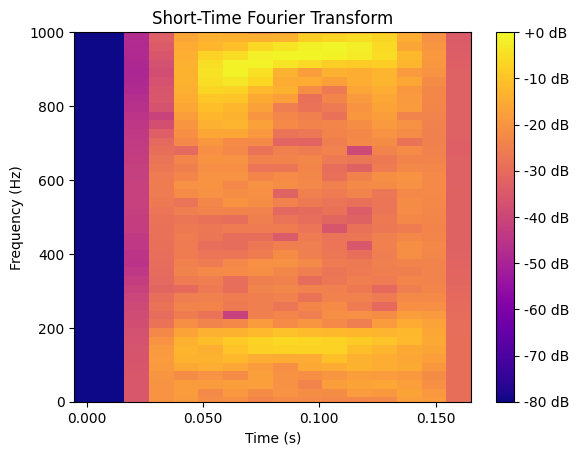 Short-Time Fourier Transform
1000
800
600
400
200
0
Frequency (Hz)
0.000
0.050
0.100
0.150
Time (s)
+0 dB
-10 dB
-20 dB
-30 dB
-40 dB
-50 dB
-60 dB
-70 dB
-80 dB